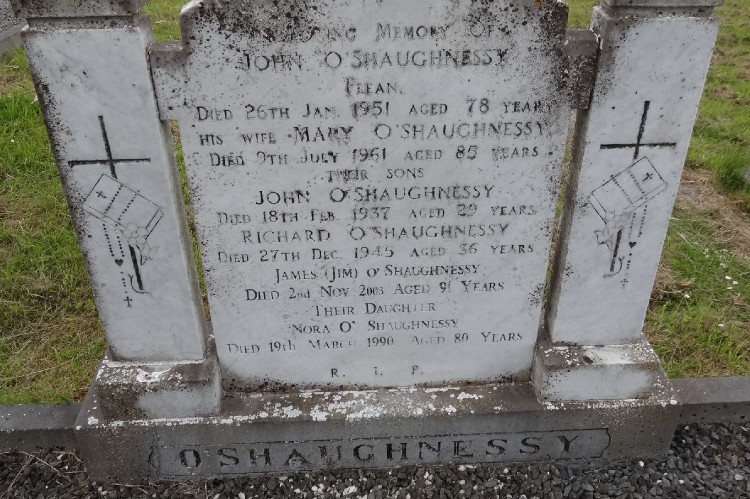 In Loving Memory Of
John O'Shaughnessy
Flean.
Died 26th Jan. 1951 aged 78 years
his wife Mary O'Shaughnessy
Died 9th July 1961 aged 85 years
their sons
John O'Shaughnessy
Died 18th Feb. 1937 aged 29 years
Richard O'Shaughnessy
Died 27th Dec. 1945 aged 36 years
James (Jim) O'Shaughnessy
Died 2nd Nov 2003 Aged 91 Years
Their Daughter
Nora O' Shaughnessy
Died 19th March 1990 Aged 80 Years
R. I. P.
O'SHAUGHNESSY